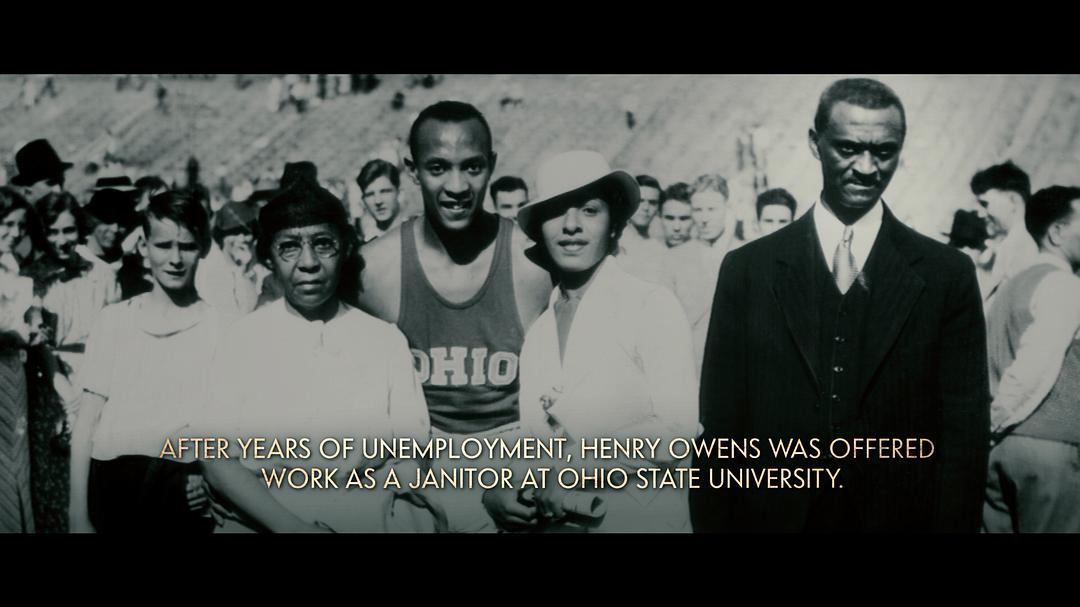 OHIO
AFTER YEARS OF UNEMPLOYMENT, HENRY OWENS WAS OFFERED
WORK AS A JANITOR AT OHIO STATE UNIVERSITY.